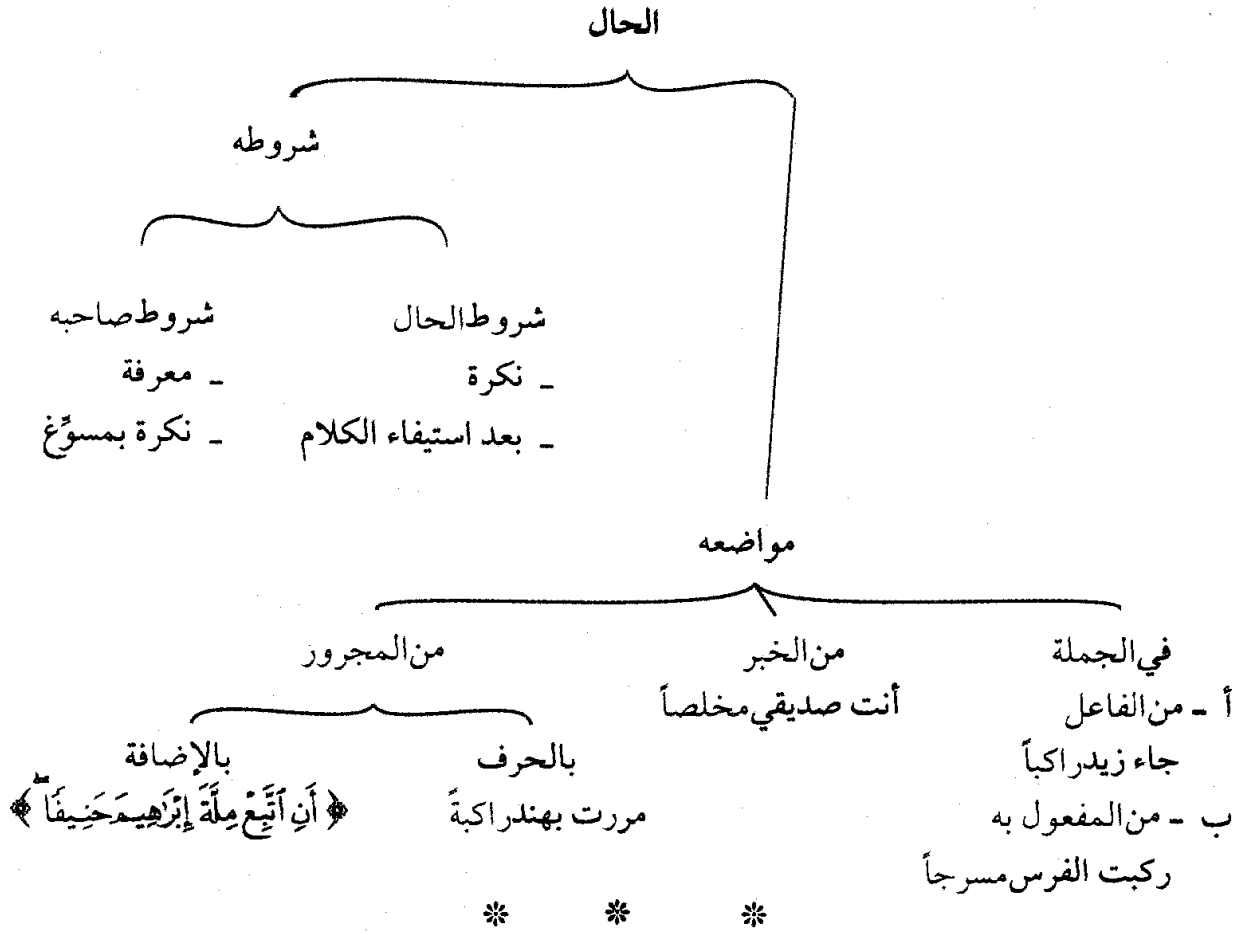 الحال
شروطه
شروط الحال
ـ نكرة
ـ بعد استيفاء الكلام
شروط صاحبه
ـ معرفة
ـ نكرة بمسوِّغ
مواضعه
في الجملة
أ ـ من الفاعل
جاء زيد راكباً
ب ـ من المفعول به
ركبت الفرس مسرجاً
من الخبر
أنت صديقي مخلصاً
من المجروز
بالحرف
مررت بهند راكبةً
بالإضافة
﴿ أَنِ ٱتَّبِعْ مِلَّةَ إِبْرَٰهِيمَ حَنِيفًا ۖ ﴾